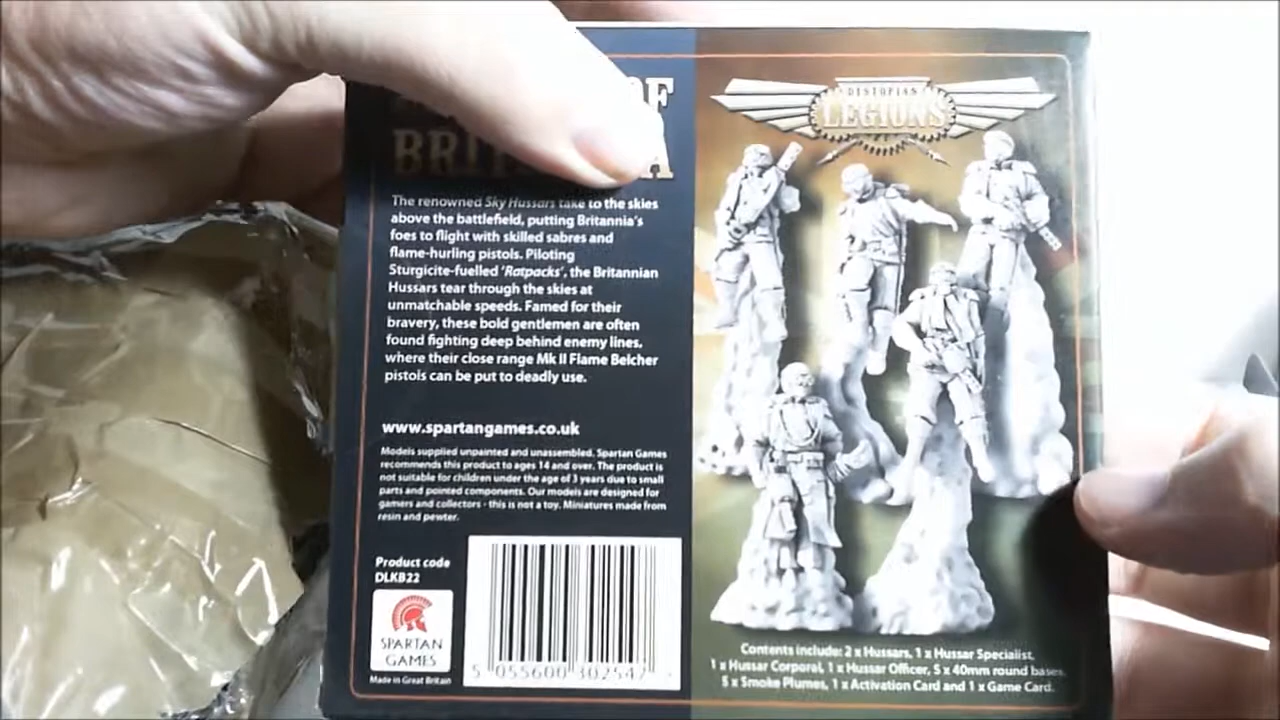 OF
BRIT A
The renowned Sky Hussars take to the skies
above the battlefield, putting Britannia's
foes to flight with skilled sabres and
flame-hurling pistols. Piloting
Sturgicite-fuelled 'Ratpacks', the Britannian
Hussars tear through the skies at
unmatchable speeds. Famed for their
bravery, these bold gentlemen are often
found fighting deep behind enemy lines,
where their close range Mk II Flame Belcher
pistols can be put to deadly use.
www.spartangames.co.uk
Models supplied unpainted and unassembled. Spartan Games
recommends this product to ages 14 and over. The product is
not suitable for children under the age of 3 years due to small
parts and pointed components. Our models are designed for
gamers and collectors - this is not a toy. Miniatures made from
resin and pewter.
Product code
DLKB22
SPARTAN
GAMES
Made in Great Britain
5 055600 302547
DYSTOPIAN
LEGIONS
Contents include: 2 x Hussars, 1 x Hussar Specialist,
1 x Hussar Corporal, 1 x Hussar Officer, 5 x 40mm round bases,
5 x Smoke Plumes, 1 x Activation Card and 1 x Game Card.